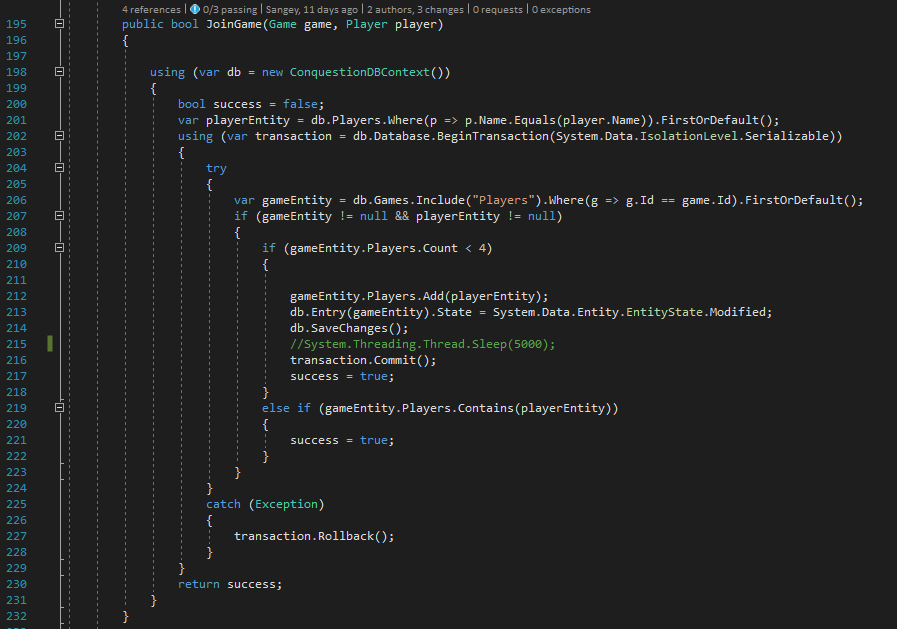 4 references | 0/3 passing | Sangey, 11 days ago | 2 authors, 3 changes | 0 requests | 0 exceptions
195 public bool JoinGame(Game game, Player player)
196 {
197
198 using (var db = new ConquestionDBContext())
199 {
200 bool success = false;
201 var playerEntity = db.Players.Where(p => p.Name.Equals(player.Name)).FirstOrDefault();
202 using (var transaction = db.Database.BeginTransaction(System.Data.IsolationLevel.Serializable))
203 {
204 try
205 {
206 var gameEntity = db.Games.Include("Players").Where(g => g.Id == game.Id).FirstOrDefault();
207 if (gameEntity != null && playerEntity != null)
208 {
209 if (gameEntity.Players.Count < 4)
210 {
211
212 gameEntity.Players.Add(playerEntity);
213 db.Entry(gameEntity).State = System.Data.Entity.EntityState.Modified;
214 db.SaveChanges();
215 //System.Threading.Thread.Sleep(5000);
216 transaction.Commit();
217 success = true;
218 }
219 else if (gameEntity.Players.Contains(playerEntity))
220 {
221 success = true;
222 }
223 }
224 }
225 catch (Exception)
226 {
227 transaction.Rollback();
228 }
229 }
230 return success;
231 }
232 }